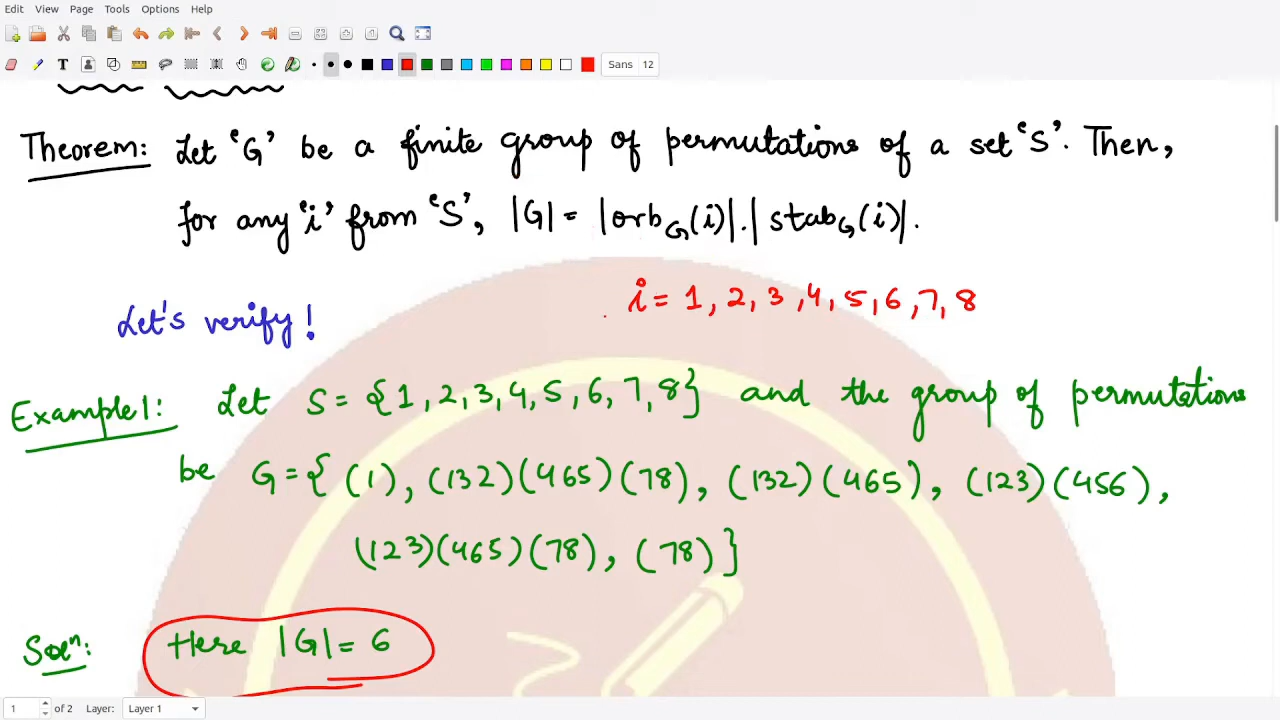 Edit View Page Tools Options Help
Sans 12
Theorem: Let 'G' be a finite group of permutations of a set 'S'. Then,
for any 'i' from 'S', |G| = |orb_G(i)|.|stab_G(i)|.
i = 1, 2, 3, 4, 5, 6, 7, 8
Let's verify!
Example1: Let S = {1, 2, 3, 4, 5, 6, 7, 8} and the group of permutations
be G = { (1), (132)(465)(78), (132)(465), (123)(456),
(123)(465)(78), (78) }
Soln: Here |G| = 6
1 of 2 Layer: Layer 1